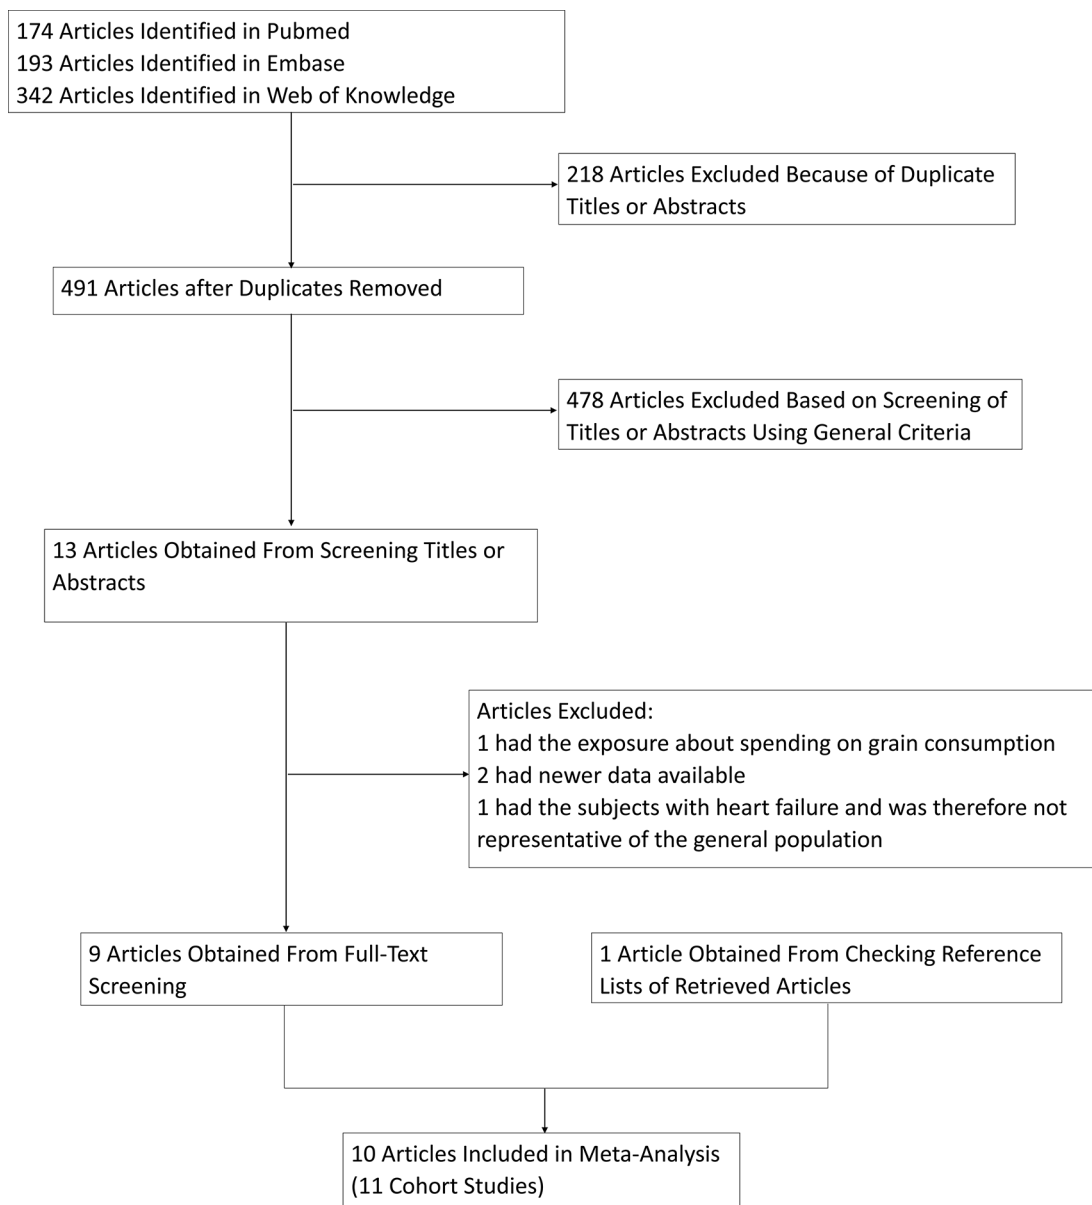 174 Articles Identified in Pubmed
193 Articles Identified in Embase
342 Articles Identified in Web of Knowledge
218 Articles Excluded Because of Duplicate
Titles or Abstracts
491 Articles after Duplicates Removed
478 Articles Excluded Based on Screening of
Titles or Abstracts Using General Criteria
13 Articles Obtained From Screening Titles or
Abstracts
Articles Excluded:
1 had the exposure about spending on grain consumption
2 had newer data available
1 had the subjects with heart failure and was therefore not
representative of the general population
9 Articles Obtained From Full-Text
Screening
1 Article Obtained From Checking Reference
Lists of Retrieved Articles
10 Articles Included in Meta-Analysis
(11 Cohort Studies)